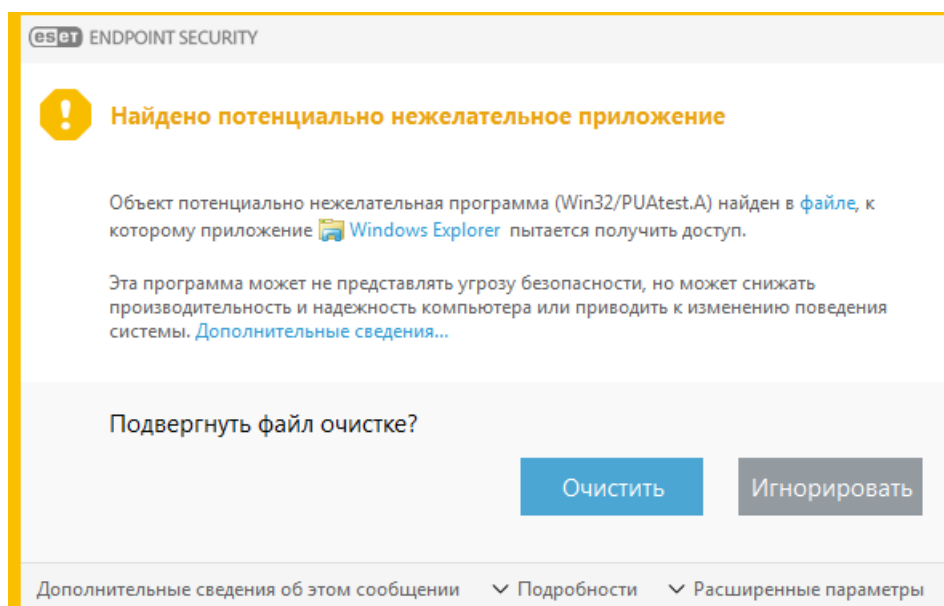 eset ENDPOINT SECURITY
Найдено потенциально нежелательное приложение
Объект потенциально нежелательная программа (Win32/PUAtest.A) найден в файле, к
которому приложение Windows Explorer пытается получить доступ.
Эта программа может не представлять угрозу безопасности, но может снижать
производительность и надежность компьютера или приводить к изменению поведения
системы. Дополнительные сведения...
Подвергнуть файл очистке?
Очистить Игнорировать
Дополнительные сведения об этом сообщении Подробности Расширенные параметры